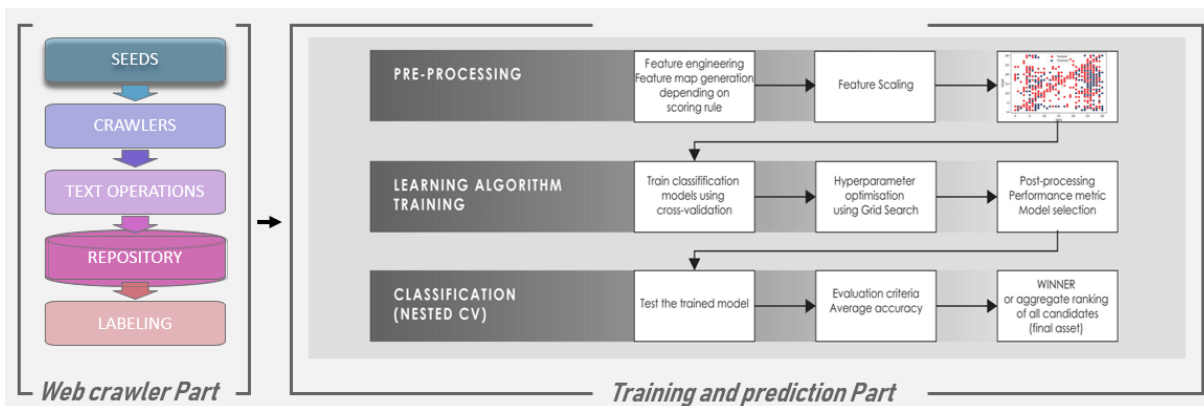 SEEDS
CRAWLERS
TEXT OPERATIONS
REPOSITORY
LABELING
Web crawler Part
PRE-PROCESSING
Feature engineering
Feature map generation
depending on
scoring rule
Feature Scaling
LEARNING ALGORITHM
TRAINING
Train classifification
models using
cross-validation
Hyperparameter
optimisation
using Grid Search
Post-processing
Performance metric
Model selection
CLASSIFICATION
(NESTED CV)
Test the trained model
Evaluation criteria
Average accuracy
WINNER
or aggregate ranking
of all candidates
(final asset)
Training and prediction Part